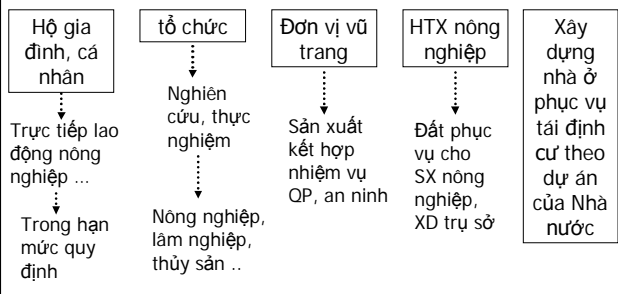 Hộ gia
đình, cá
nhân
Trực tiếp lao
động nông
nghiệp ...
Trong hạn
mức quy
định
tổ chức
Nghiên
cứu, thực
nghiệm
Nông nghiệp,
lâm nghiệp,
thủy sản ..
Đơn vị vũ
trang
Sản xuất
kết hợp
nhiệm vụ
QP, an ninh
HTX nông
nghiệp
Đất phục
vụ cho
SX nông
nghiệp,
XD trụ sở
Xây
dựng
nhà ở
phục vụ
tái định
cư theo
dự án
của Nhà
nước